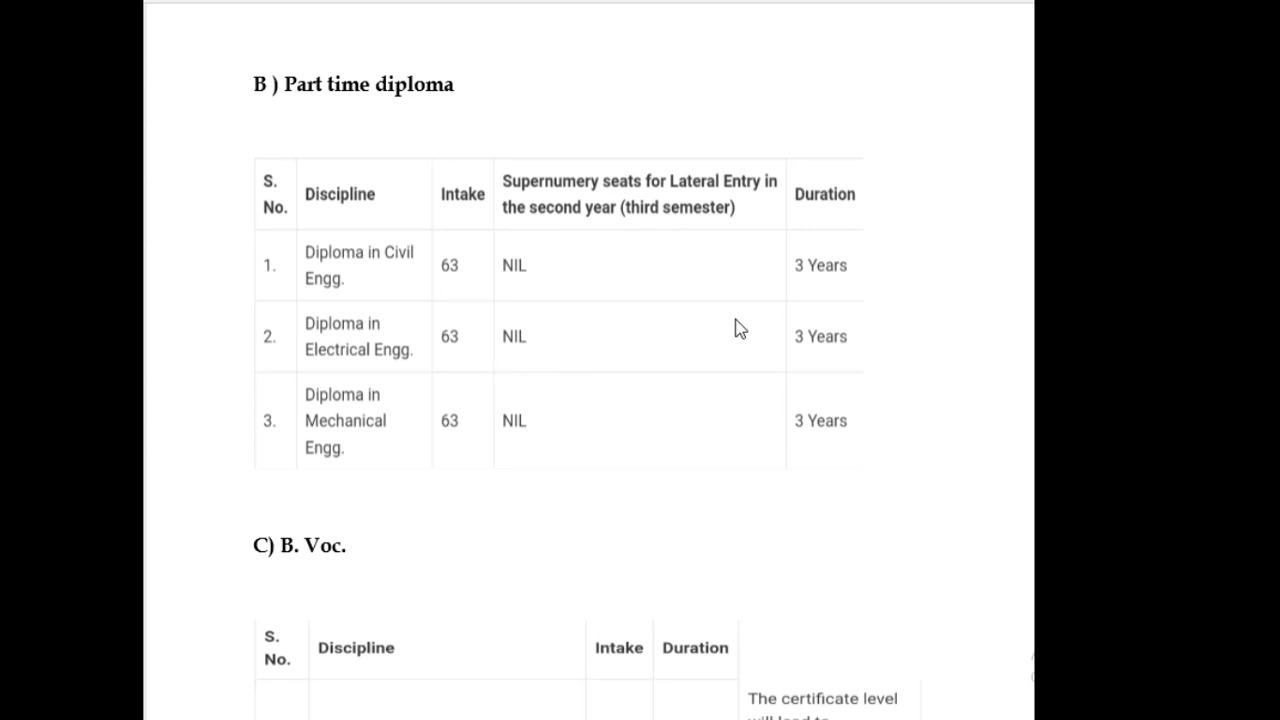 B ) Part time diploma
S. No. Discipline Intake Supernumery seats for Lateral Entry in the second year (third semester) Duration
1. Diploma in Civil Engg. 63 NIL 3 Years
2. Diploma in Electrical Engg. 63 NIL 3 Years
3. Diploma in Mechanical Engg. 63 NIL 3 Years
C) B. Voc.
S. No. Discipline Intake Duration
The certificate level